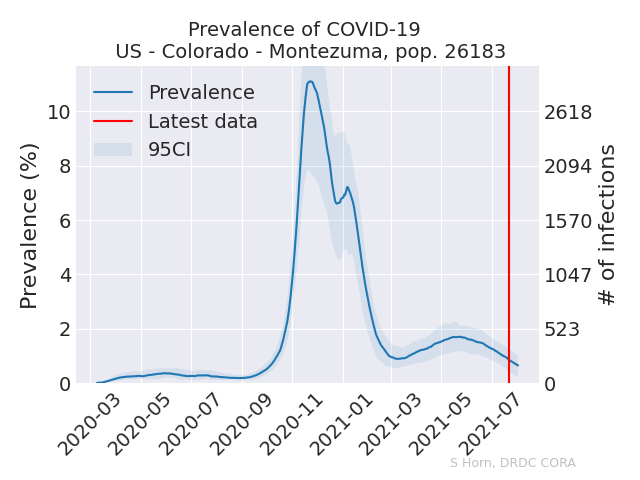 Prevalence of COVID-19
US - Colorado - Montezuma, pop. 26183
Prevalence
Latest data
95CI
Prevalence (%)
10
8
6
4
2
0
2618
2094
1570
1047
523
0
# of infections
2020-03
2020-05
2020-07
2020-09
2020-11
2021-01
2021-03
2021-05
2021-07
S Horn, DRDC CORA